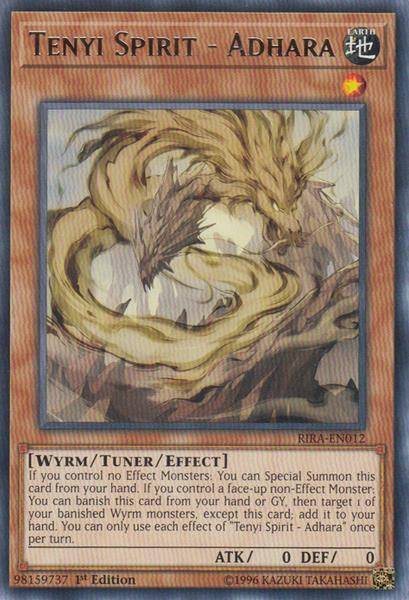 TENYI SPIRIT - ADHARA
EARTH
地
RIRA-EN012
[WYRM/TUNER/EFFECT]
If you control no Effect Monsters: You can Special Summon this
card from your hand. If you control a face-up non-Effect Monster:
You can banish this card from your hand or GY, then target 1 of
your banished Wyrm monsters, except this card; add it to your
hand. You can only use each effect of "Tenyi Spirit - Adhara" once
per turn.
ATK/ 0 DEF/ 0
98159737 1st Edition ©1996 KAZUKI TAKAHASHI